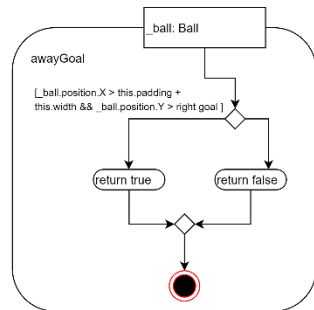 _ball: Ball
awayGoal
[_ball.position.X > this.padding +
this.width && _ball.position.Y > right goal ]
return true
return false